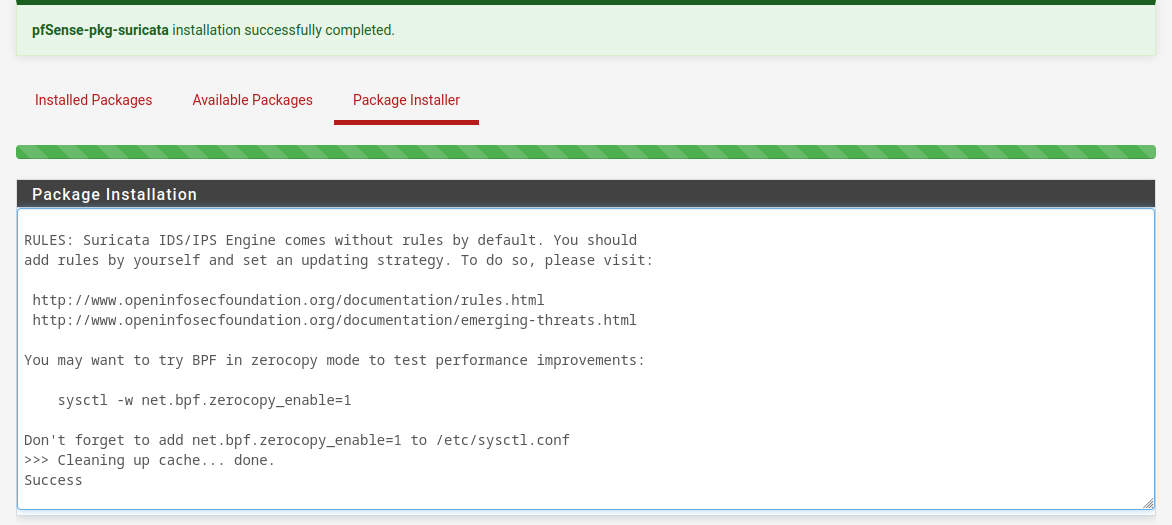 pfSense-pkg-suricata installation successfully completed.
Installed Packages Available Packages Package Installer
Package Installation
RULES: Suricata IDS/IPS Engine comes without rules by default. You should
add rules by yourself and set an updating strategy. To do so, please visit:
http://www.openinfosecfoundation.org/documentation/rules.html
http://www.openinfosecfoundation.org/documentation/emerging-threats.html
You may want to try BPF in zerocopy mode to test performance improvements:
sysctl -w net.bpf.zerocopy_enable=1
Don't forget to add net.bpf.zerocopy_enable=1 to /etc/sysctl.conf
>>> Cleaning up cache... done.
Success